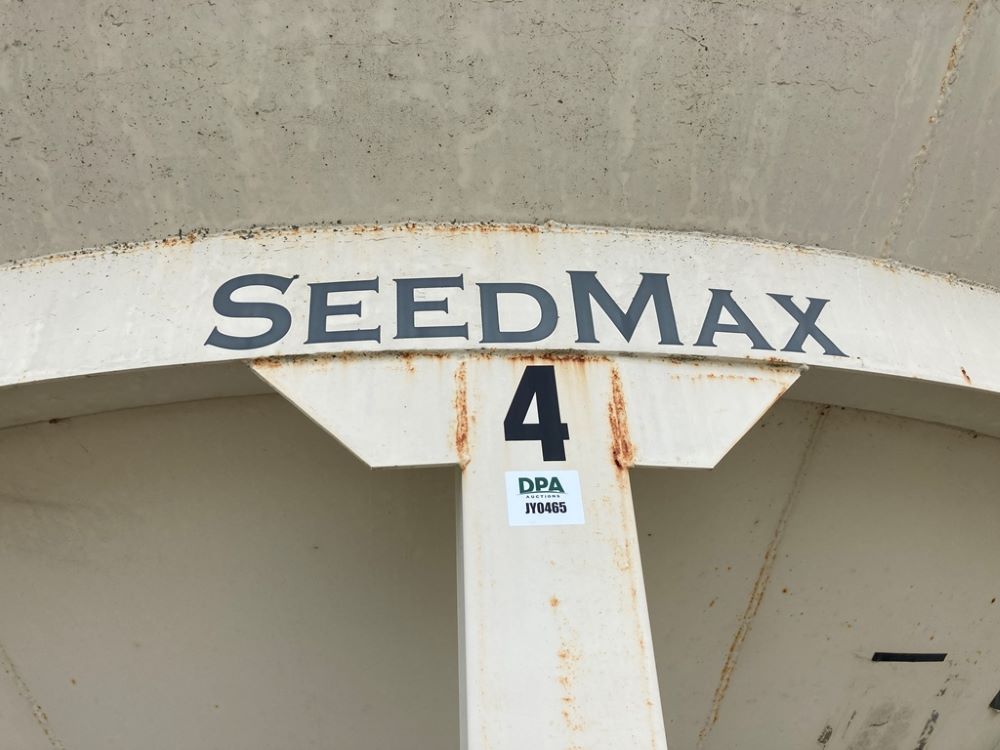 SEEDMAX
4
DPA
AUCTIONS
JY0465